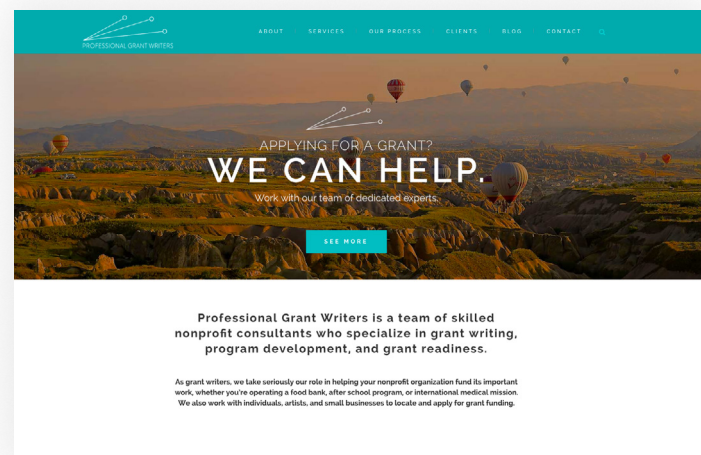 PROFESSIONAL GRANT WRITERS
ABOUT
SERVICES
OUR PROCESS
CLIENTS
BLOG
CONTACT
APPLYING FOR A GRANT?
WE CAN HELP.
Work with our team of dedicated experts.
SEE MORE
Professional Grant Writers is a team of skilled
nonprofit consultants who specialize in grant writing,
program development, and grant readiness.
As grant writers, we take seriously our role in helping your nonprofit organization fund its important
work, whether you're operating a food bank, after school program, or international medical mission.
We also work with individuals, artists, and small businesses to locate and apply for grant funding.